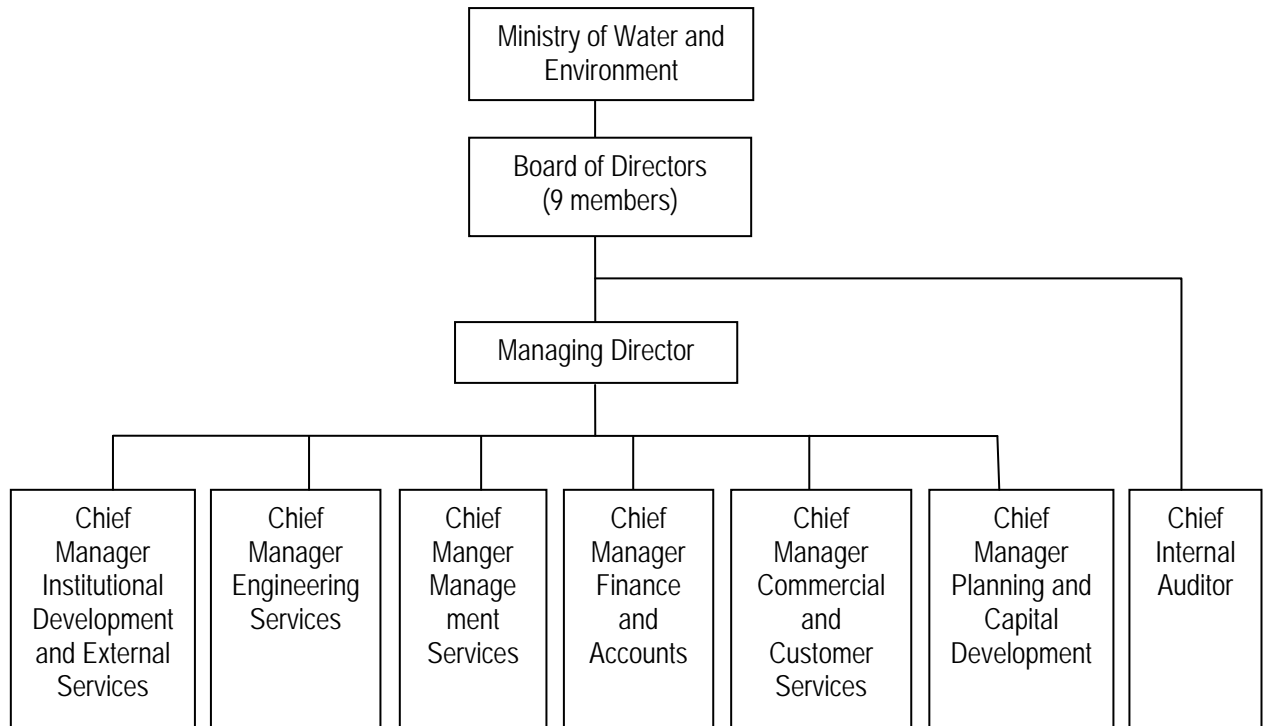 Ministry of Water and
Environment
Board of Directors
(9 members)
Managing Director
Chief
Manager
Institutional
Development
and External
Services
Chief
Manager
Engineering
Services
Chief
Manger
Manage
ment
Services
Chief
Manager
Finance
and
Accounts
Chief
Manager
Commercial
and
Customer
Services
Chief
Manager
Planning and
Capital
Development
Chief
Internal
Auditor